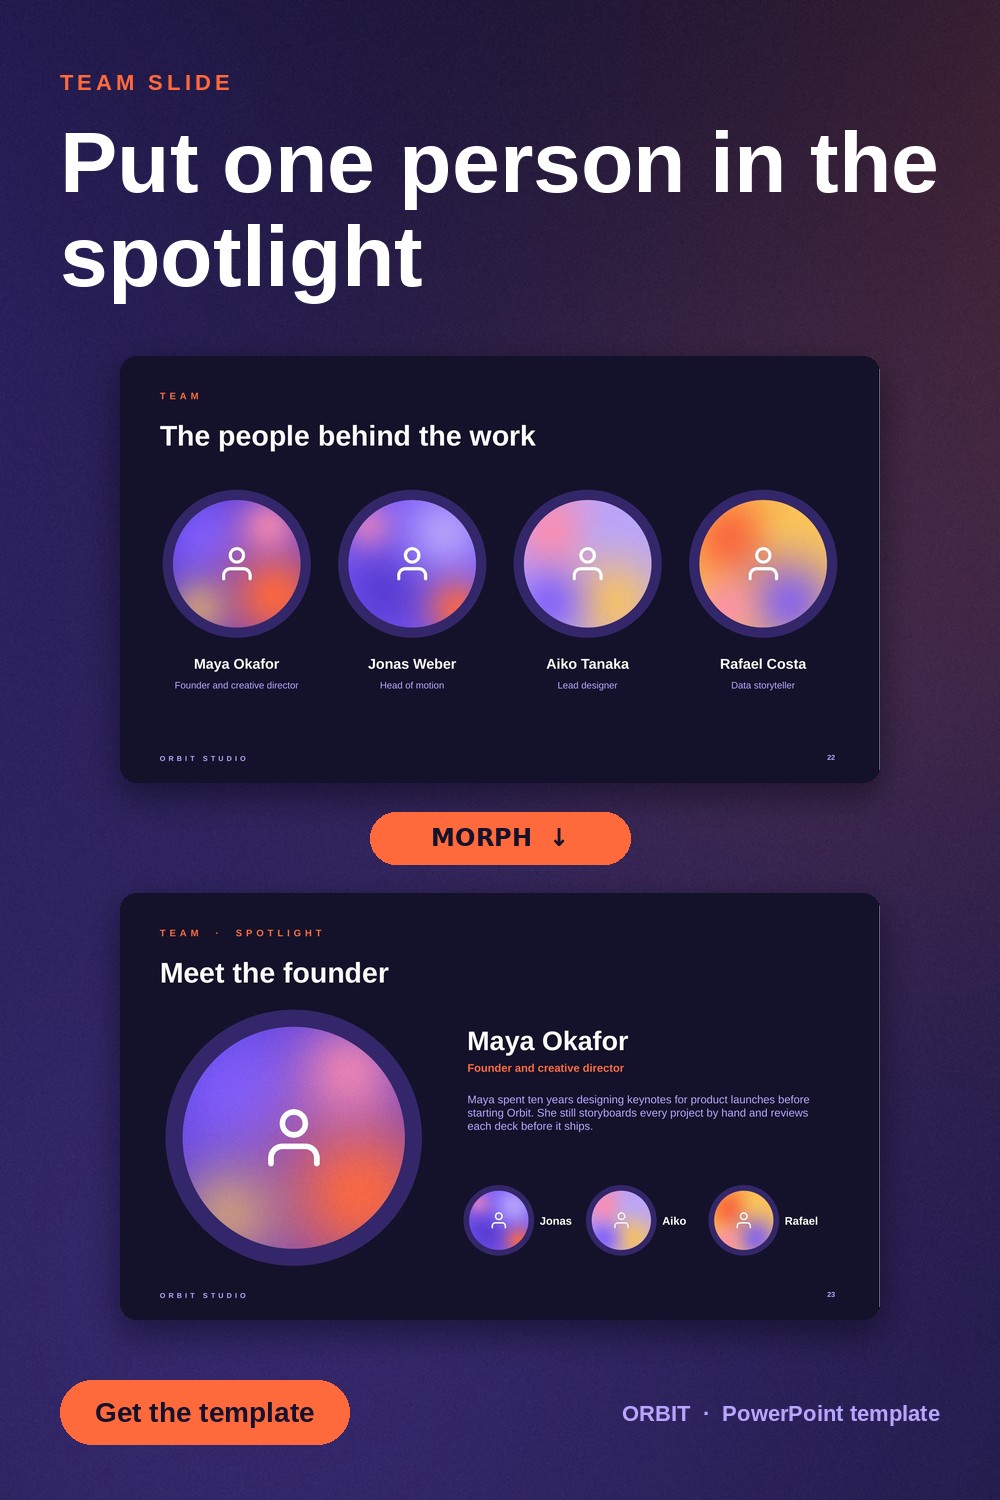 TEAM SLIDE
Put one person in the
spotlight
TEAM
The people behind the work
Maya Okafor
Founder and creative director
Jonas Weber
Head of motion
Aiko Tanaka
Lead designer
Rafael Costa
Data storyteller
ORBIT STUDIO
22
MORPH ↓
TEAM · SPOTLIGHT
Meet the founder
Maya Okafor
Founder and creative director
Maya spent ten years designing keynotes for product launches before
starting Orbit. She still storyboards every project by hand and reviews
each deck before it ships.
Jonas
Aiko
Rafael
ORBIT STUDIO
23
Get the template
ORBIT · PowerPoint template